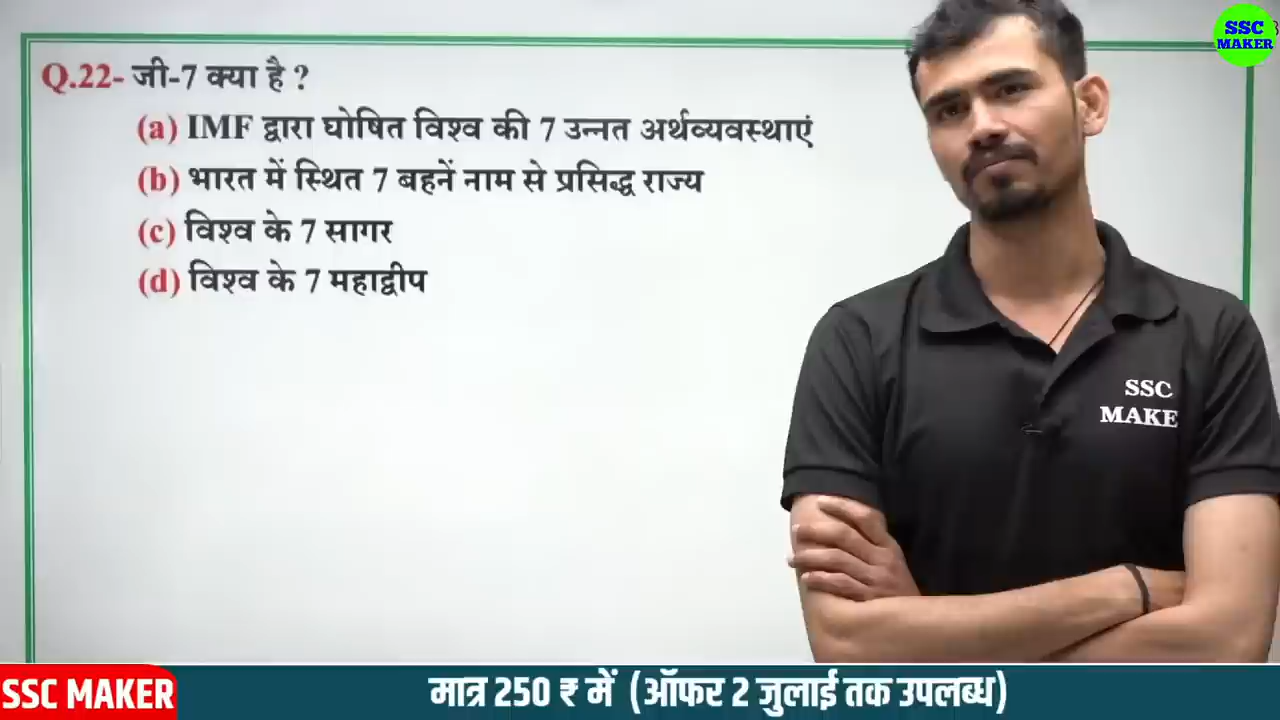 Q.22- जी-7 क्या है ?
(a) IMF द्वारा घोषित विश्व की 7 उन्नत अर्थव्यवस्थाएं
(b) भारत में स्थित 7 बहनें नाम से प्रसिद्ध राज्य
(c) विश्व के 7 सागर
(d) विश्व के 7 महाद्वीप
SSC
MAKER
SSC
MAKE
SSC MAKER
मात्र 250 ₹ में (ऑफर 2 जुलाई तक उपलब्ध)